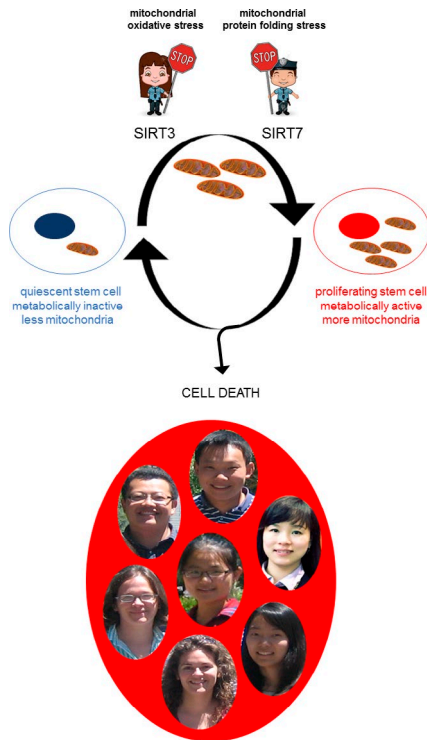 mitochondrial
oxidative stress
mitochondrial
protein folding stress
STOP
STOP
SIRT3
SIRT7
quiescent stem cell
metabolically inactive
less mitochondria
proliferating stem cell
metabolically active
more mitochondria
CELL DEATH